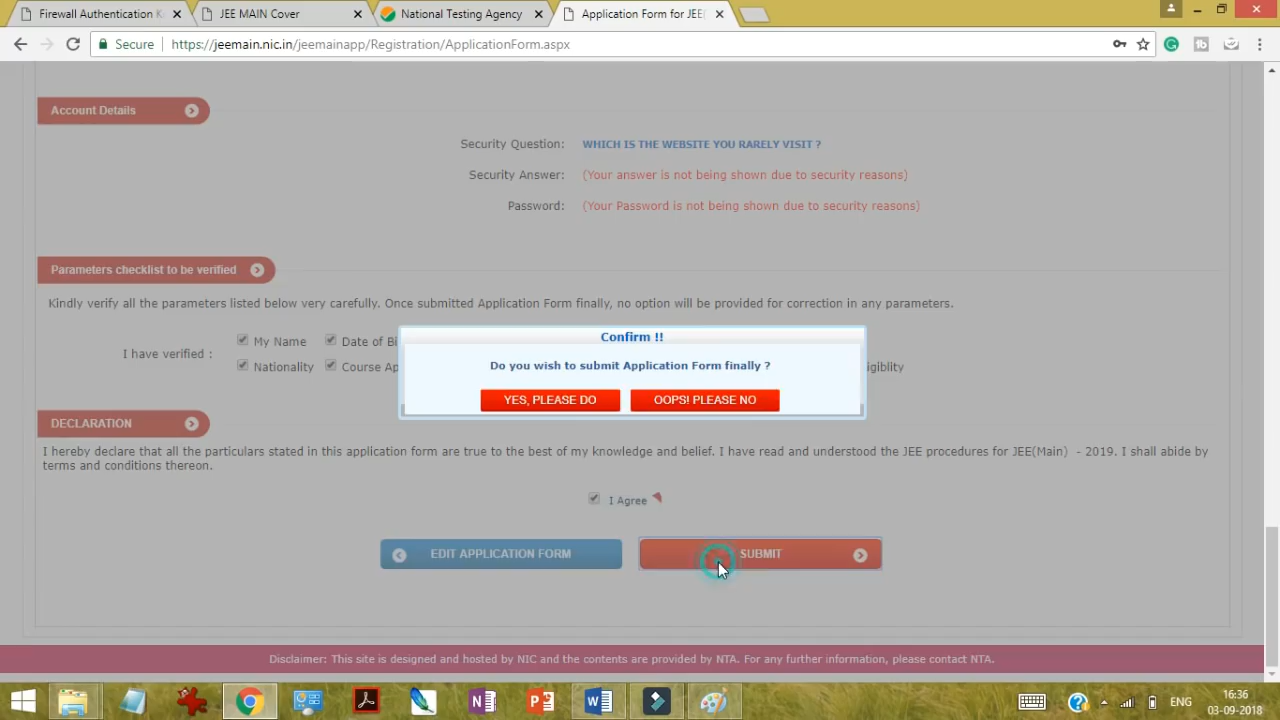 Firewall Authentication K
JEE MAIN Cover
National Testing Agency
Application Form for JEE
Secure
https://jeemain.nic.in/jeemainapp/Registration/ApplicationForm.aspx
Account Details
Security Question: WHICH IS THE WEBSITE YOU RARELY VISIT ?
Security Answer: (Your answer is not being shown due to security reasons)
Password: (Your Password is not being shown due to security reasons)
Parameters checklist to be verified
Kindly verify all the parameters listed below very carefully. Once submitted Application Form finally, no option will be provided for correction in any parameters.
I have verified :
My Name Date of Bi
Nationality Course Ap igiblity
Confirm !!
Do you wish to submit Application Form finally ?
YES, PLEASE DO OOPS! PLEASE NO
DECLARATION
I hereby declare that all the particulars stated in this application form are true to the best of my knowledge and belief. I have read and understood the JEE procedures for JEE(Main) - 2019. I shall abide by
terms and conditions thereon.
I Agree
EDIT APPLICATION FORM SUBMIT
Disclaimer: This site is designed and hosted by NIC and the contents are provided by NTA. For any further information, please contact NTA.
ENG
16:36
03-09-2018